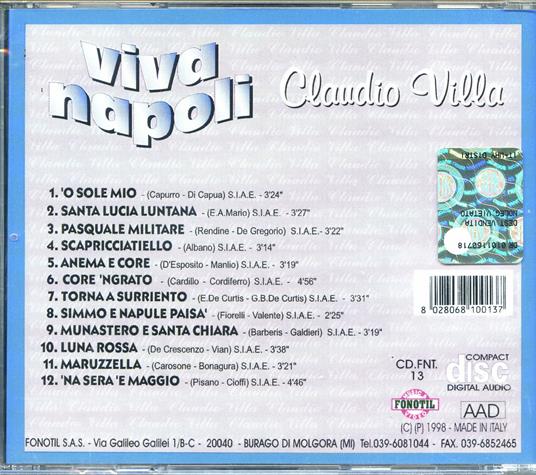 viva napoli
Claudio Villa
1. 'O SOLE MIO - (Capurro - Di Capua) S.I.A.E. - 3'24"
2. SANTA LUCIA LUNTANA - (E.A.Mario) S.I.A.E. - 3'27"
3. PASQUALE MILITARE - (Rendine - De Gregorio) S.I.A.E. - 3'22"
4. SCAPRICCIATIELLO - (Albano) S.I.A.E. - 3'14"
5. ANEMA E CORE - (D'Esposito - Manlio) S.I.A.E. - 3'19"
6. CORE 'NGRATO - (Cardillo - Cordiferro) S.I.A.E. - 4'56"
7. TORNA A SURRIENTO - (E.De Curtis - G.B.De Curtis) S.I.A.E. - 3'31"
8. SIMMO E NAPULE PAISA' - (Fiorelli - Valente) S.I.A.E. - 2'25"
9. MUNASTERO E SANTA CHIARA - (Barberis - Galdieri) S.I.A.E. - 3'19"
10. LUNA ROSSA - (De Crescenzo - Vian) S.I.A.E. - 3'38"
11. MARUZZELLA - (Carosone - Bonagura) S.I.A.E. - 3'21"
12. 'NA SERA 'E MAGGIO - (Pisano - Cioffi) S.I.A.E. - 4'46"
DEST. VENDITA
NOLEG. VIETATO
8 028068 100137
CD.FNT.
13
COMPACT
disc
DIGITAL AUDIO
MUSIC &
FONOTIL
VIDEO
AAD
(C) (P) 1998 - MADE IN ITALY
FONOTIL S.A.S. - Via Galileo Galilei 1/B-C - 20040 - BURAGO DI MOLGORA (MI) - Tel.039-6081044 - FAX. 039-6852465